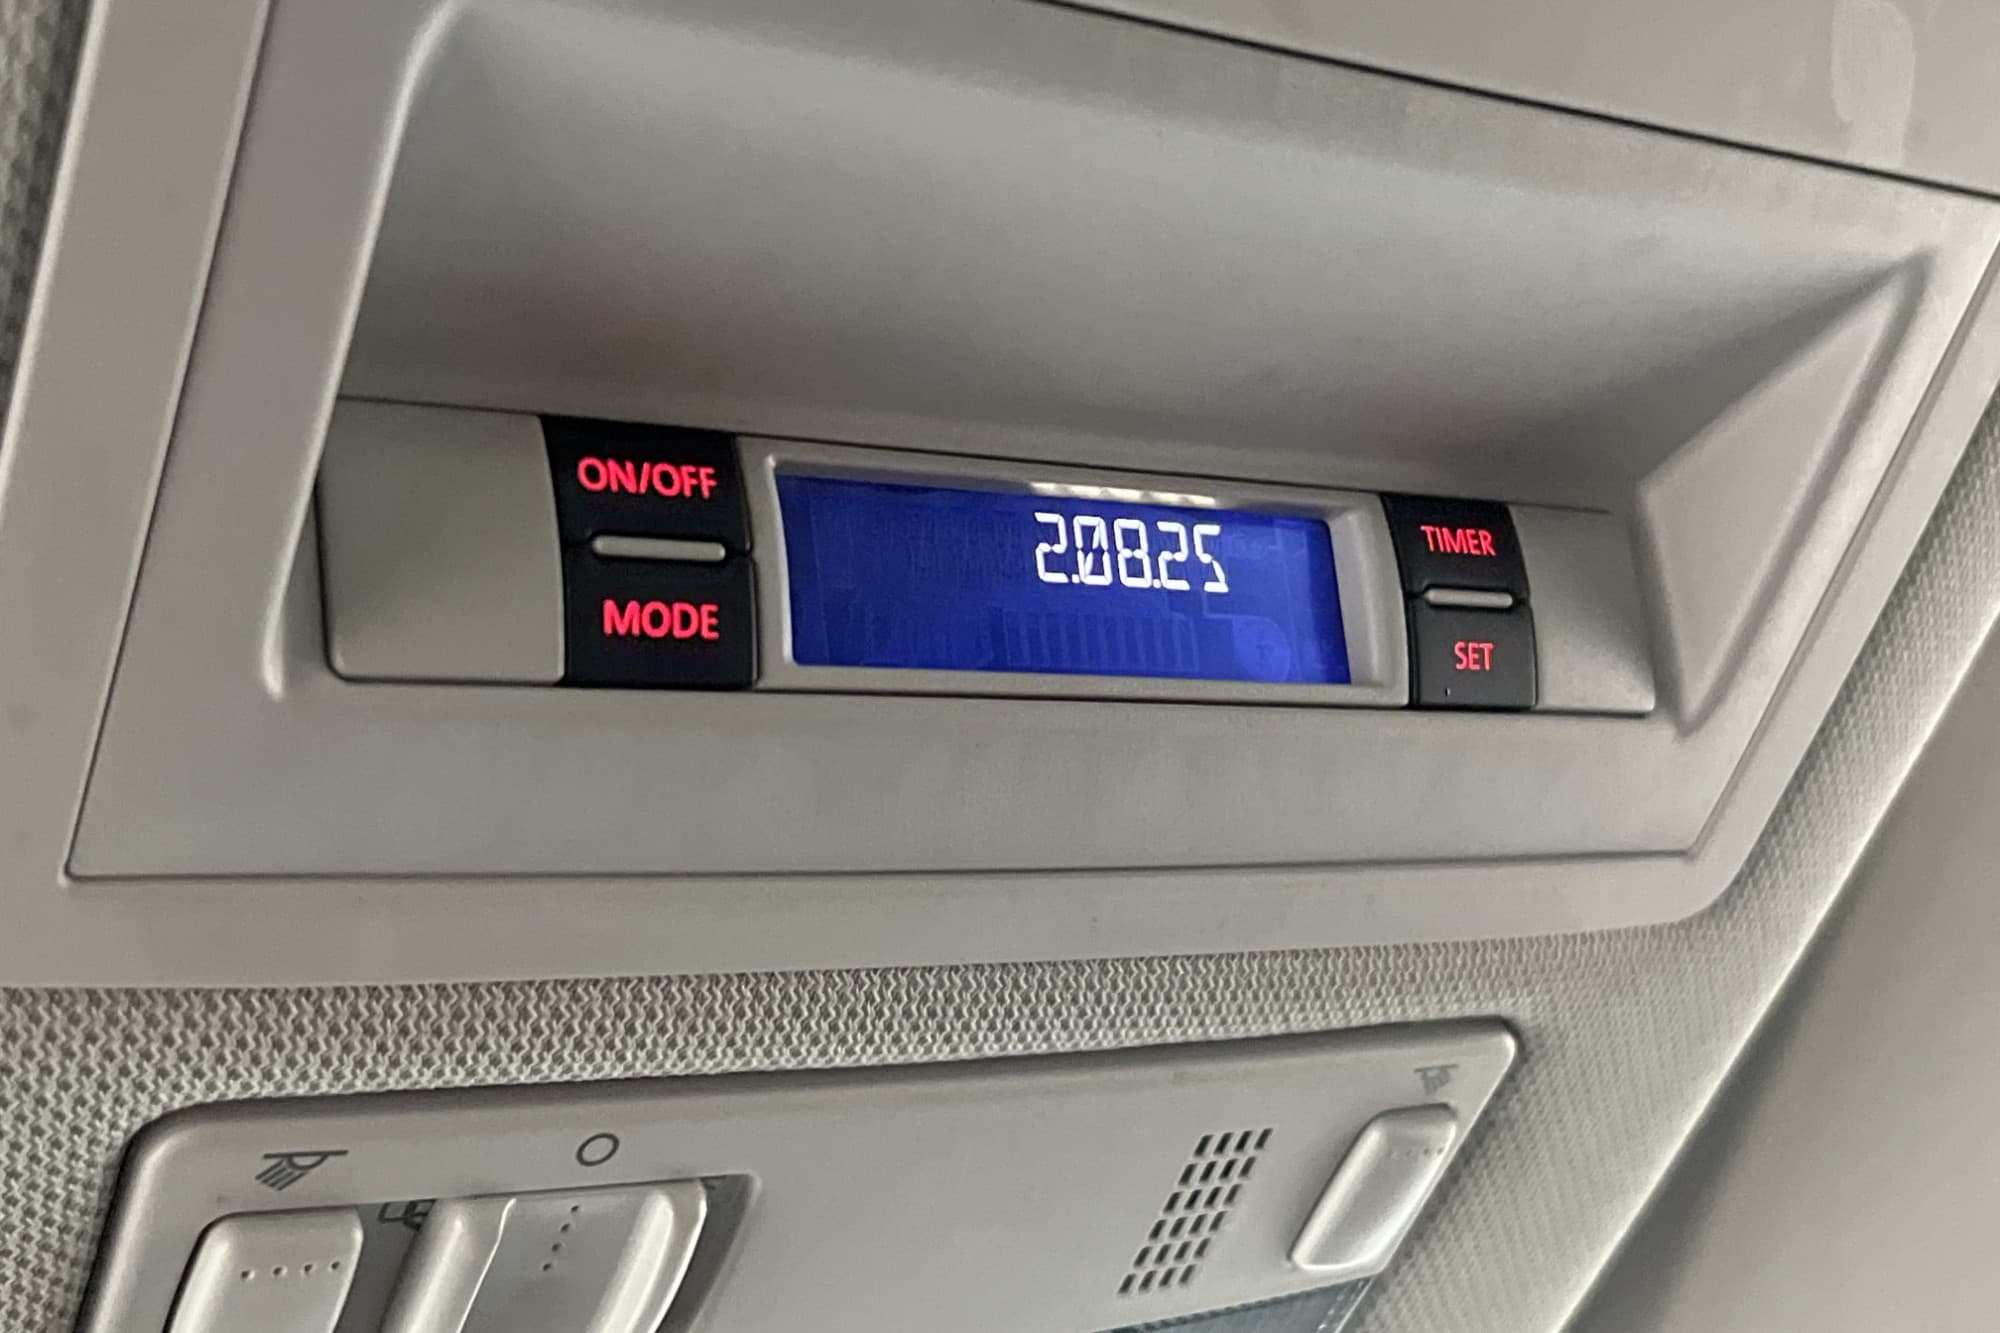 ON/OFF
MODE
2.08.25
TIMER
SET